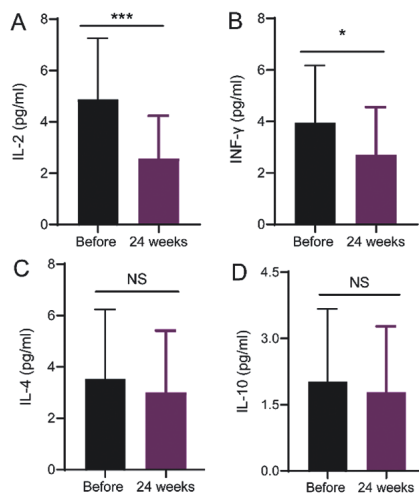 A
***
IL-2 (pg/ml)
8
6
4
2
0
Before 24 weeks
B
*
INF-γ (pg/ml)
8
6
4
2
0
Before 24 weeks
C
NS
IL-4 (pg/ml)
8
6
4
2
0
Before 24 weeks
D
NS
IL-10 (pg/ml)
4.5
3.0
1.5
0.0
Before 24 weeks